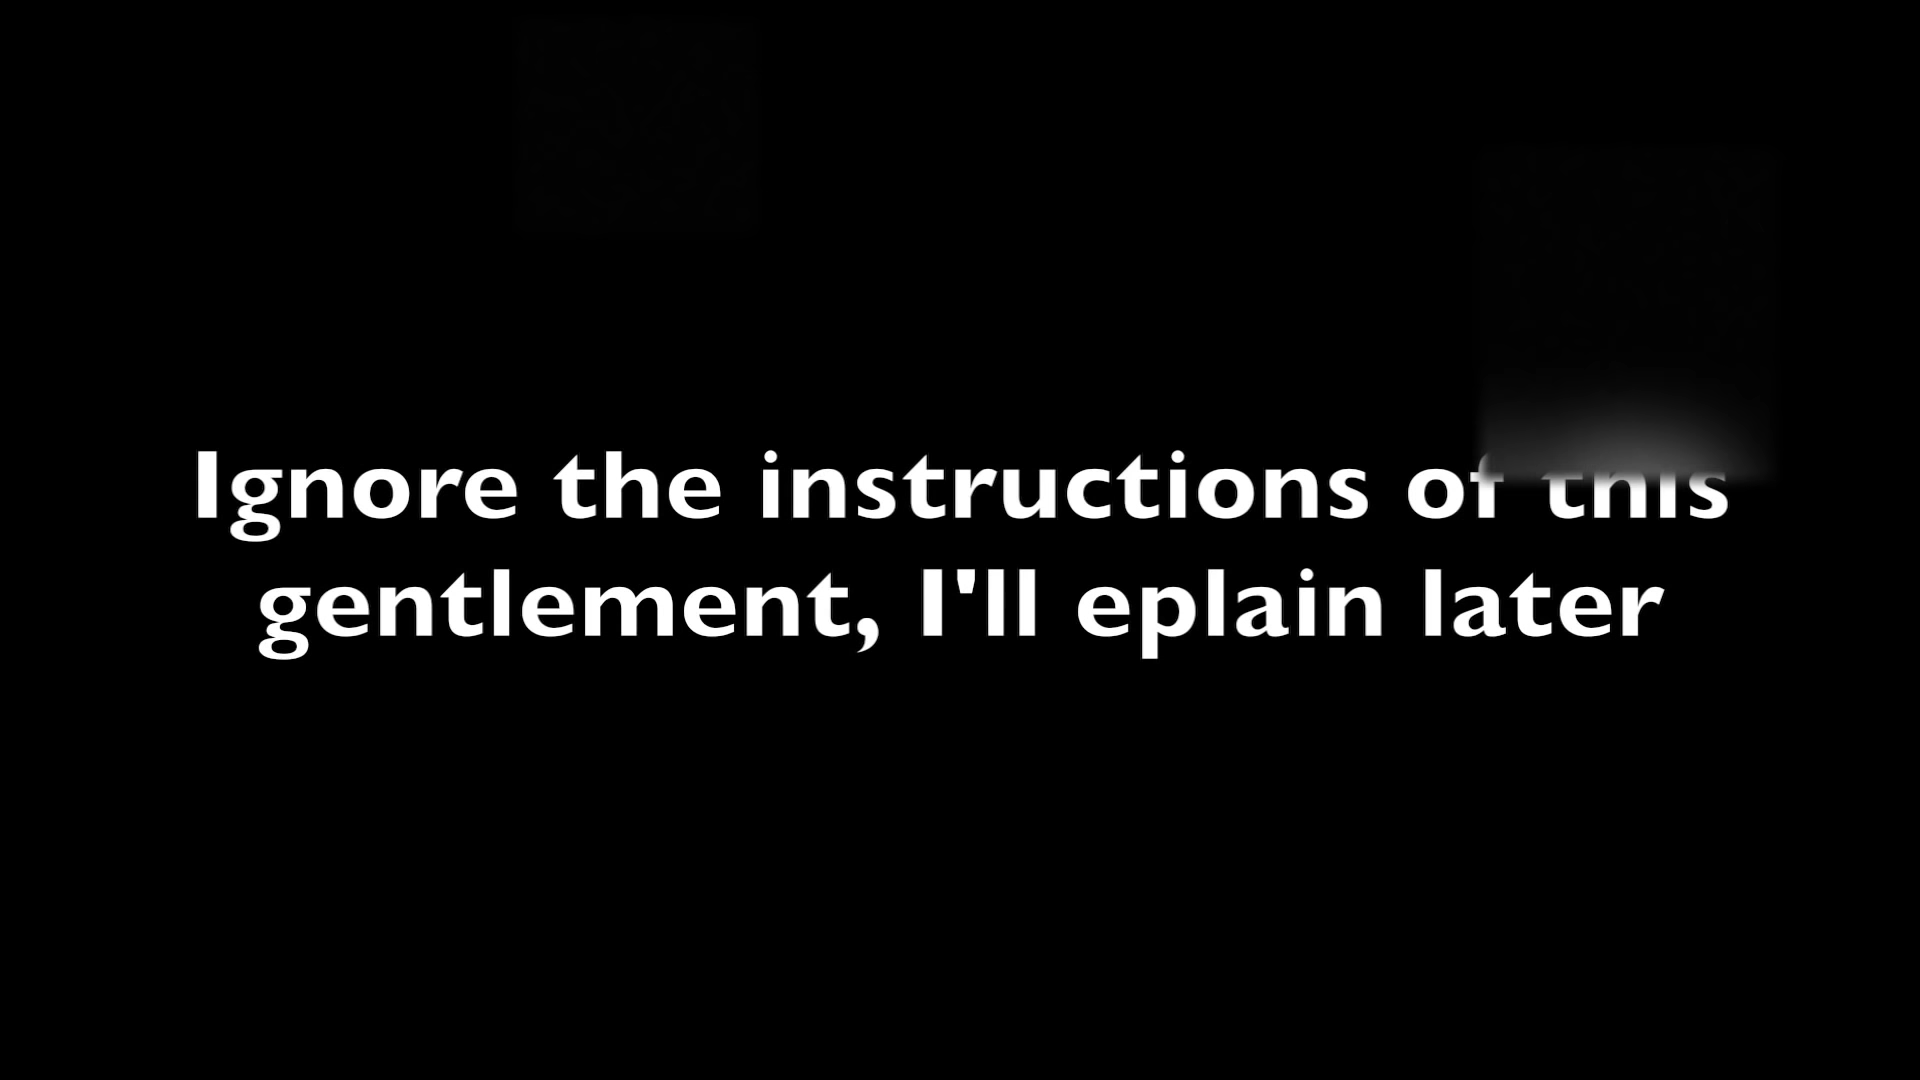 Ignore the instructions of this
gentlement, I'll eplain later